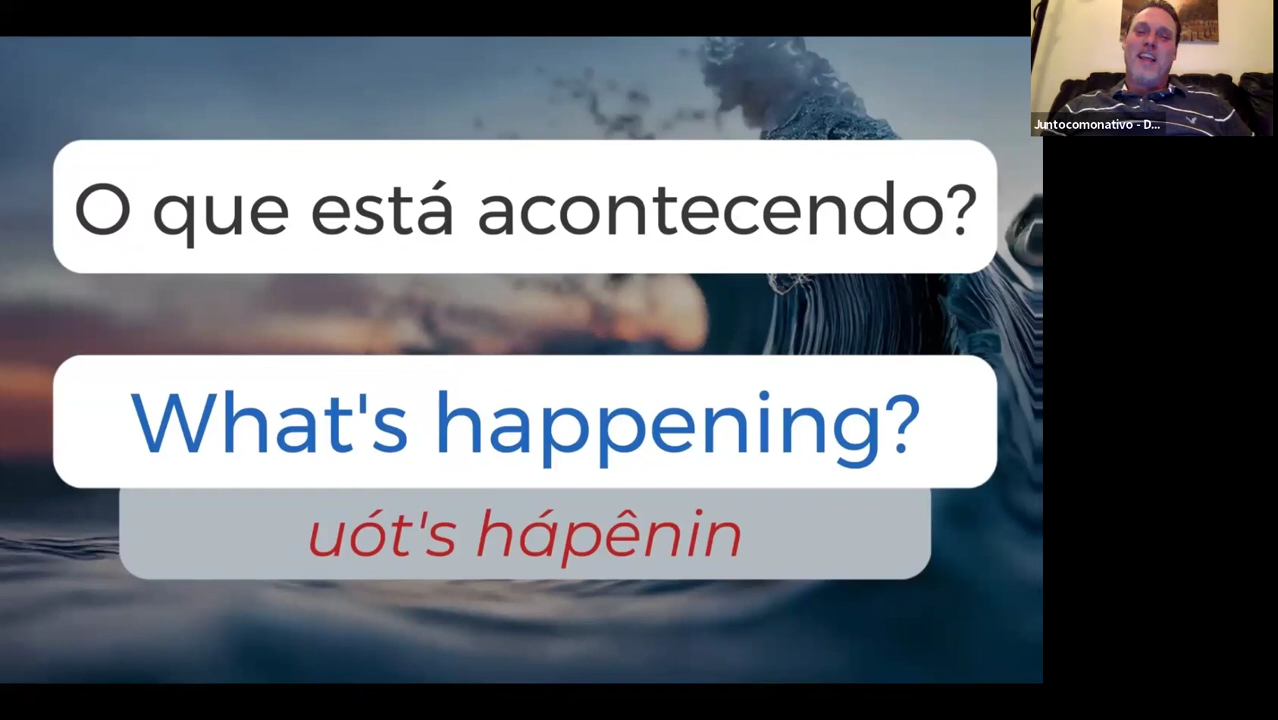 O que está acontecendo?
What's happening?
uót's hápênin
Juntocomonativo - D...